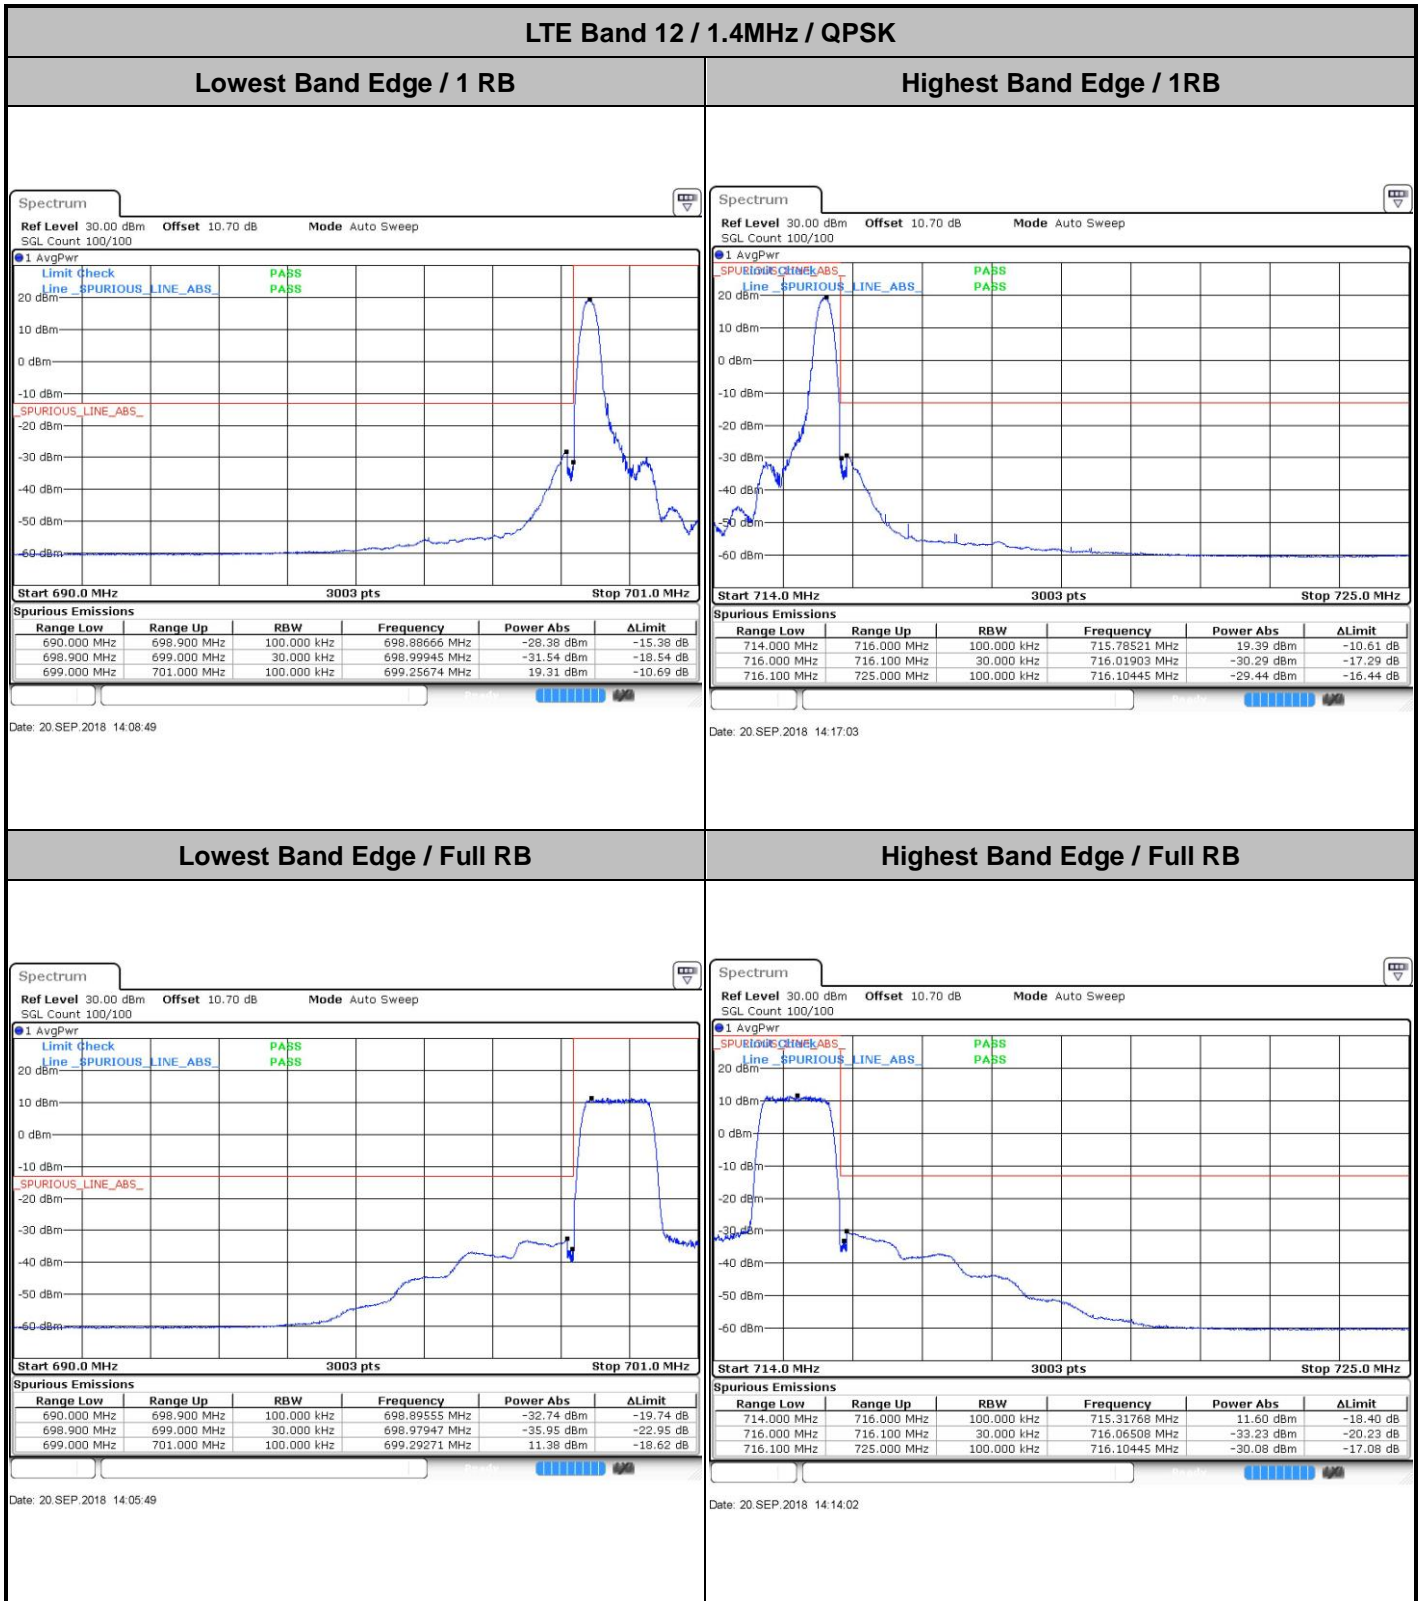 LTE Band 12 / 1.4MHz / QPSK
Lowest Band Edge / 1 RB
Highest Band Edge / 1RB
Spectrum
Ref Level 30.00 dBm Offset 10.70 dB Mode Auto Sweep
SGL Count 100/100
1 AvgPwr
Limit Check PASS
Line _SPURIOUS_LINE_ABS_ PASS
20 dBm
10 dBm
0 dBm
-10 dBm
_SPURIOUS_LINE_ABS_
-20 dBm
-30 dBm
-40 dBm
-50 dBm
-60 dBm
Start 690.0 MHz 3003 pts Stop 701.0 MHz
Spurious Emissions
Range Low Range Up RBW Frequency Power Abs ΔLimit
690.000 MHz 698.900 MHz 100.000 kHz 698.88666 MHz -28.38 dBm -15.38 dB
698.900 MHz 699.000 MHz 30.000 kHz 698.99945 MHz -31.54 dBm -18.54 dB
699.000 MHz 701.000 MHz 100.000 kHz 699.25674 MHz 19.31 dBm -10.69 dB
Ready
Date: 20.SEP.2018 14:08:49
Spectrum
Ref Level 30.00 dBm Offset 10.70 dB Mode Auto Sweep
SGL Count 100/100
1 AvgPwr
_SPURIOUS_LINE_ABS_
Limit Check PASS
Line _SPURIOUS_LINE_ABS_ PASS
20 dBm
10 dBm
0 dBm
-10 dBm
-20 dBm
-30 dBm
-40 dBm
-50 dBm
-60 dBm
Start 714.0 MHz 3003 pts Stop 725.0 MHz
Spurious Emissions
Range Low Range Up RBW Frequency Power Abs ΔLimit
714.000 MHz 716.000 MHz 100.000 kHz 715.78521 MHz 19.39 dBm -10.61 dB
716.000 MHz 716.100 MHz 30.000 kHz 716.01903 MHz -30.29 dBm -17.29 dB
716.100 MHz 725.000 MHz 100.000 kHz 716.10445 MHz -29.44 dBm -16.44 dB
Ready
Date: 20.SEP.2018 14:17:03
Lowest Band Edge / Full RB
Highest Band Edge / Full RB
Spectrum
Ref Level 30.00 dBm Offset 10.70 dB Mode Auto Sweep
SGL Count 100/100
1 AvgPwr
Limit Check PASS
Line _SPURIOUS_LINE_ABS_ PASS
20 dBm
10 dBm
0 dBm
-10 dBm
_SPURIOUS_LINE_ABS_
-20 dBm
-30 dBm
-40 dBm
-50 dBm
-60 dBm
Start 690.0 MHz 3003 pts Stop 701.0 MHz
Spurious Emissions
Range Low Range Up RBW Frequency Power Abs ΔLimit
690.000 MHz 698.900 MHz 100.000 kHz 698.89555 MHz -32.74 dBm -19.74 dB
698.900 MHz 699.000 MHz 30.000 kHz 698.97947 MHz -35.95 dBm -22.95 dB
699.000 MHz 701.000 MHz 100.000 kHz 699.29271 MHz 11.38 dBm -18.62 dB
Ready
Date: 20.SEP.2018 14:05:49
Spectrum
Ref Level 30.00 dBm Offset 10.70 dB Mode Auto Sweep
SGL Count 100/100
1 AvgPwr
_SPURIOUS_LINE_ABS_
Limit Check PASS
Line _SPURIOUS_LINE_ABS_ PASS
20 dBm
10 dBm
0 dBm
-10 dBm
-20 dBm
-30 dBm
-40 dBm
-50 dBm
-60 dBm
Start 714.0 MHz 3003 pts Stop 725.0 MHz
Spurious Emissions
Range Low Range Up RBW Frequency Power Abs ΔLimit
714.000 MHz 716.000 MHz 100.000 kHz 715.31768 MHz 11.60 dBm -18.40 dB
716.000 MHz 716.100 MHz 30.000 kHz 716.06508 MHz -33.23 dBm -20.23 dB
716.100 MHz 725.000 MHz 100.000 kHz 716.10445 MHz -30.08 dBm -17.08 dB
Ready
Date: 20.SEP.2018 14:14:02